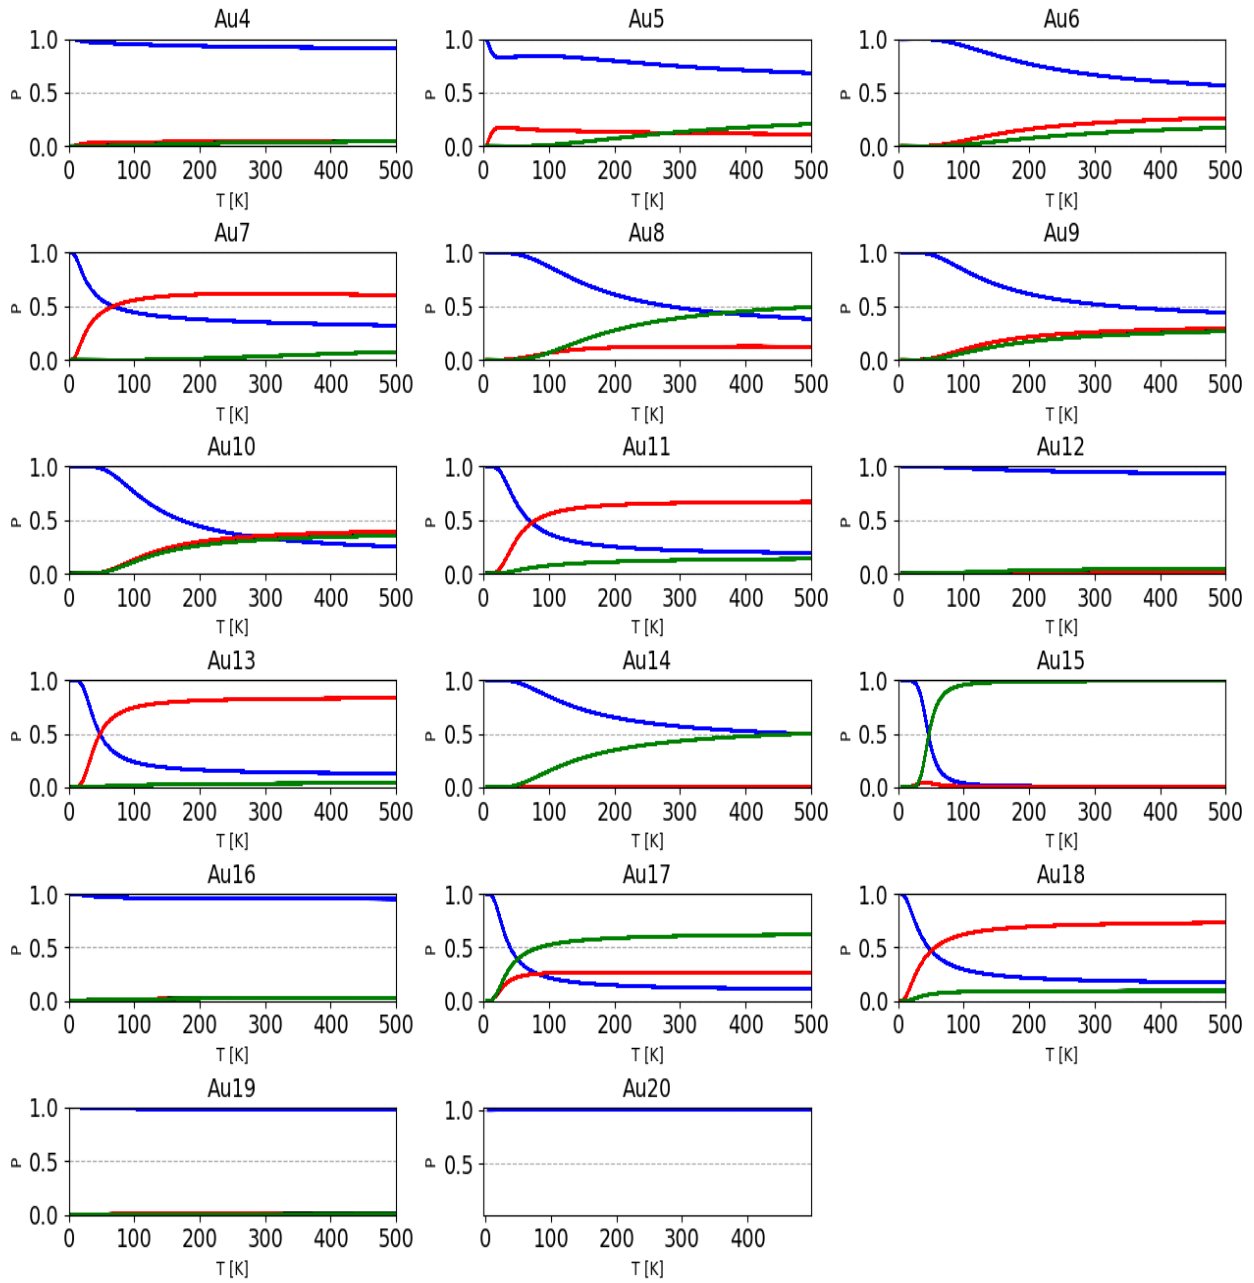 Au4 Au5 Au6
1.0 1.0 1.0
P 0.5 P 0.5 P 0.5
0.0 0.0 0.0
0 100 200 300 400 500 0 100 200 300 400 500 0 100 200 300 400 500
T [K] T [K] T [K]
Au7 Au8 Au9
1.0 1.0 1.0
P 0.5 P 0.5 P 0.5
0.0 0.0 0.0
0 100 200 300 400 500 0 100 200 300 400 500 0 100 200 300 400 500
T [K] T [K] T [K]
Au10 Au11 Au12
1.0 1.0 1.0
P 0.5 P 0.5 P 0.5
0.0 0.0 0.0
0 100 200 300 400 500 0 100 200 300 400 500 0 100 200 300 400 500
T [K] T [K] T [K]
Au13 Au14 Au15
1.0 1.0 1.0
P 0.5 P 0.5 P 0.5
0.0 0.0 0.0
0 100 200 300 400 500 0 100 200 300 400 500 0 100 200 300 400 500
T [K] T [K] T [K]
Au16 Au17 Au18
1.0 1.0 1.0
P 0.5 P 0.5 P 0.5
0.0 0.0 0.0
0 100 200 300 400 500 0 100 200 300 400 500 0 100 200 300 400 500
T [K] T [K] T [K]
Au19 Au20
1.0 1.0
P 0.5 P 0.5
0.0
0 100 200 300 400 500 0 100 200 300 400
T [K] T [K]